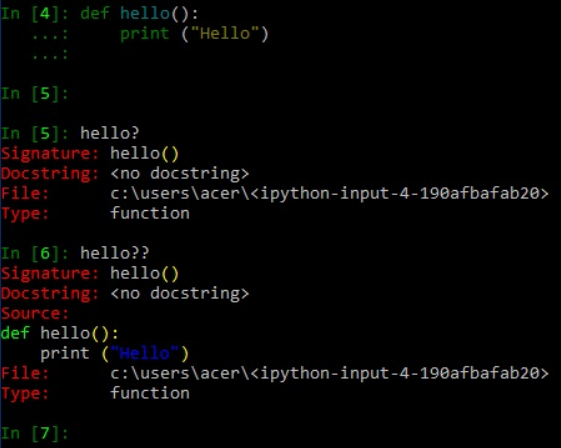 In [4]: def hello():
   ...:     print ("Hello")
   ...:
In [5]:
In [5]: hello?
Signature: hello()
Docstring: <no docstring>
File:      c:\users\acer\<ipython-input-4-190afbafab20>
Type:      function
In [6]: hello??
Signature: hello()
Docstring: <no docstring>
Source:
def hello():
    print ("Hello")
File:      c:\users\acer\<ipython-input-4-190afbafab20>
Type:      function
In [7]: